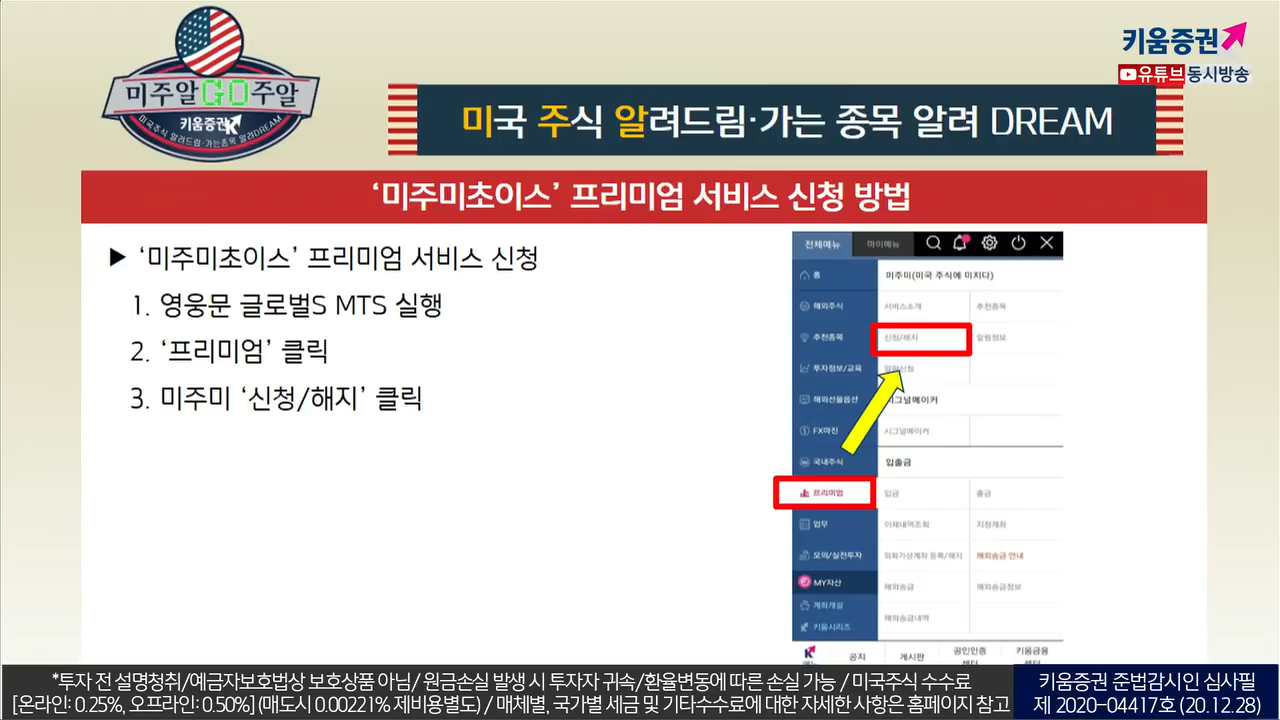 미주알GO주알
키움증권
미국주식 알려드림·가는종목 알려DREAM
키움증권
유튜브동시방송
미국 주식 알려드림·가는 종목 알려 DREAM
‘미주미초이스’ 프리미엄 서비스 신청 방법
▶ ‘미주미초이스’ 프리미엄 서비스 신청
1. 영웅문 글로벌S MTS 실행
2. ‘프리미엄’ 클릭
3. 미주미 ‘신청/해지’ 클릭
전체메뉴 마이메뉴
홈 미주미(미국 주식에 미치다)
해외주식 서비스소개 추천종목
추천종목 신청/해지 알림정보
투자정보/교육 알림신청
해외선물옵션 시그널메이커
FX마진 시그널메이커
국내주식 입출금
프리미엄 입금 출금
업무 이체내역조회 지정계좌
모의/실전투자 외화가상계좌 등록/해지 해외송금 안내
MY자산 해외송금 해외송금정보
계좌개설 해외송금내역
키움시리즈
공지 게시판 공인인증 키움금융
*투자 전 설명청취/예금자보호법상 보호상품 아님/ 원금손실 발생 시 투자자 귀속/환율변동에 따른 손실 가능 / 미국주식 수수료
[온라인: 0.25%, 오프라인: 0.50%] (매도시 0.00221% 제비용별도) / 매체별, 국가별 세금 및 기타수수료에 대한 자세한 사항은 홈페이지 참고
키움증권 준법감시인 심사필
제 2020-04417호 (20.12.28)